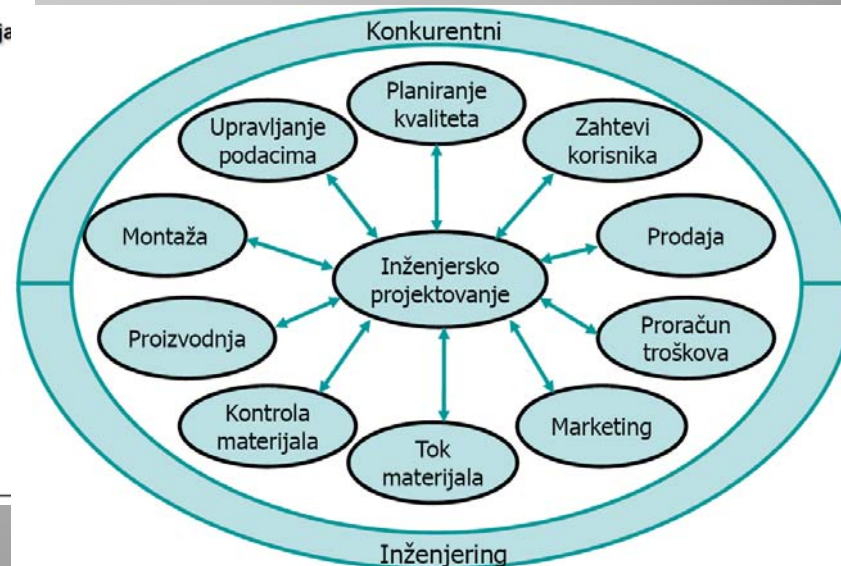 ja
Konkurentni
Planiranje
kvaliteta
Upravljanje
podacima
Zahtevi
korisnika
Montaža
Prodaja
Inženjersko
projektovanje
Proizvodnja
Proračun
troškova
Kontrola
materijala
Marketing
Tok
materijala
Inženjering